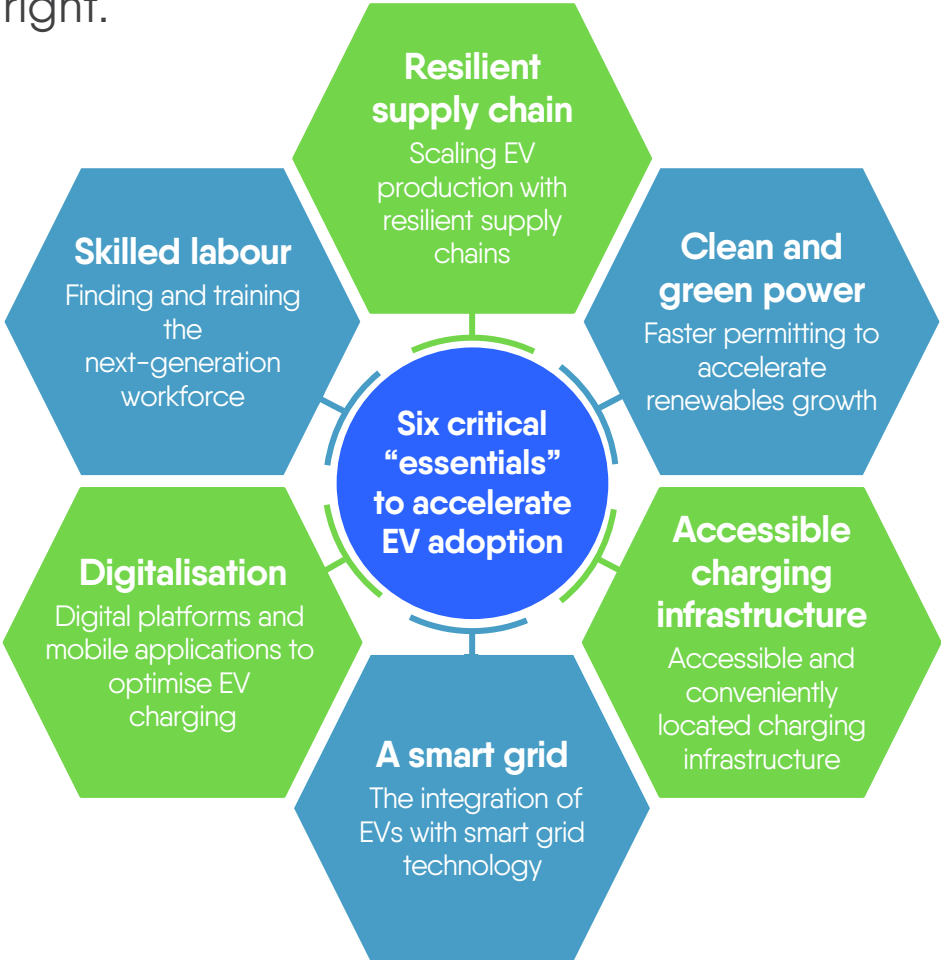 right.
Resilient
supply chain
Scaling EV
production with
resilient supply
chains
Clean and
green power
Faster permitting to
accelerate
renewables growth
Accessible
charging
infrastructure
Accessible and
conveniently
located charging
infrastructure
A smart grid
The integration of
EVs with smart grid
technology
Digitalisation
Digital platforms and
mobile applications to
optimise EV
charging
Skilled labour
Finding and training
the
next-generation
workforce
Six critical
“essentials”
to accelerate
EV adoption